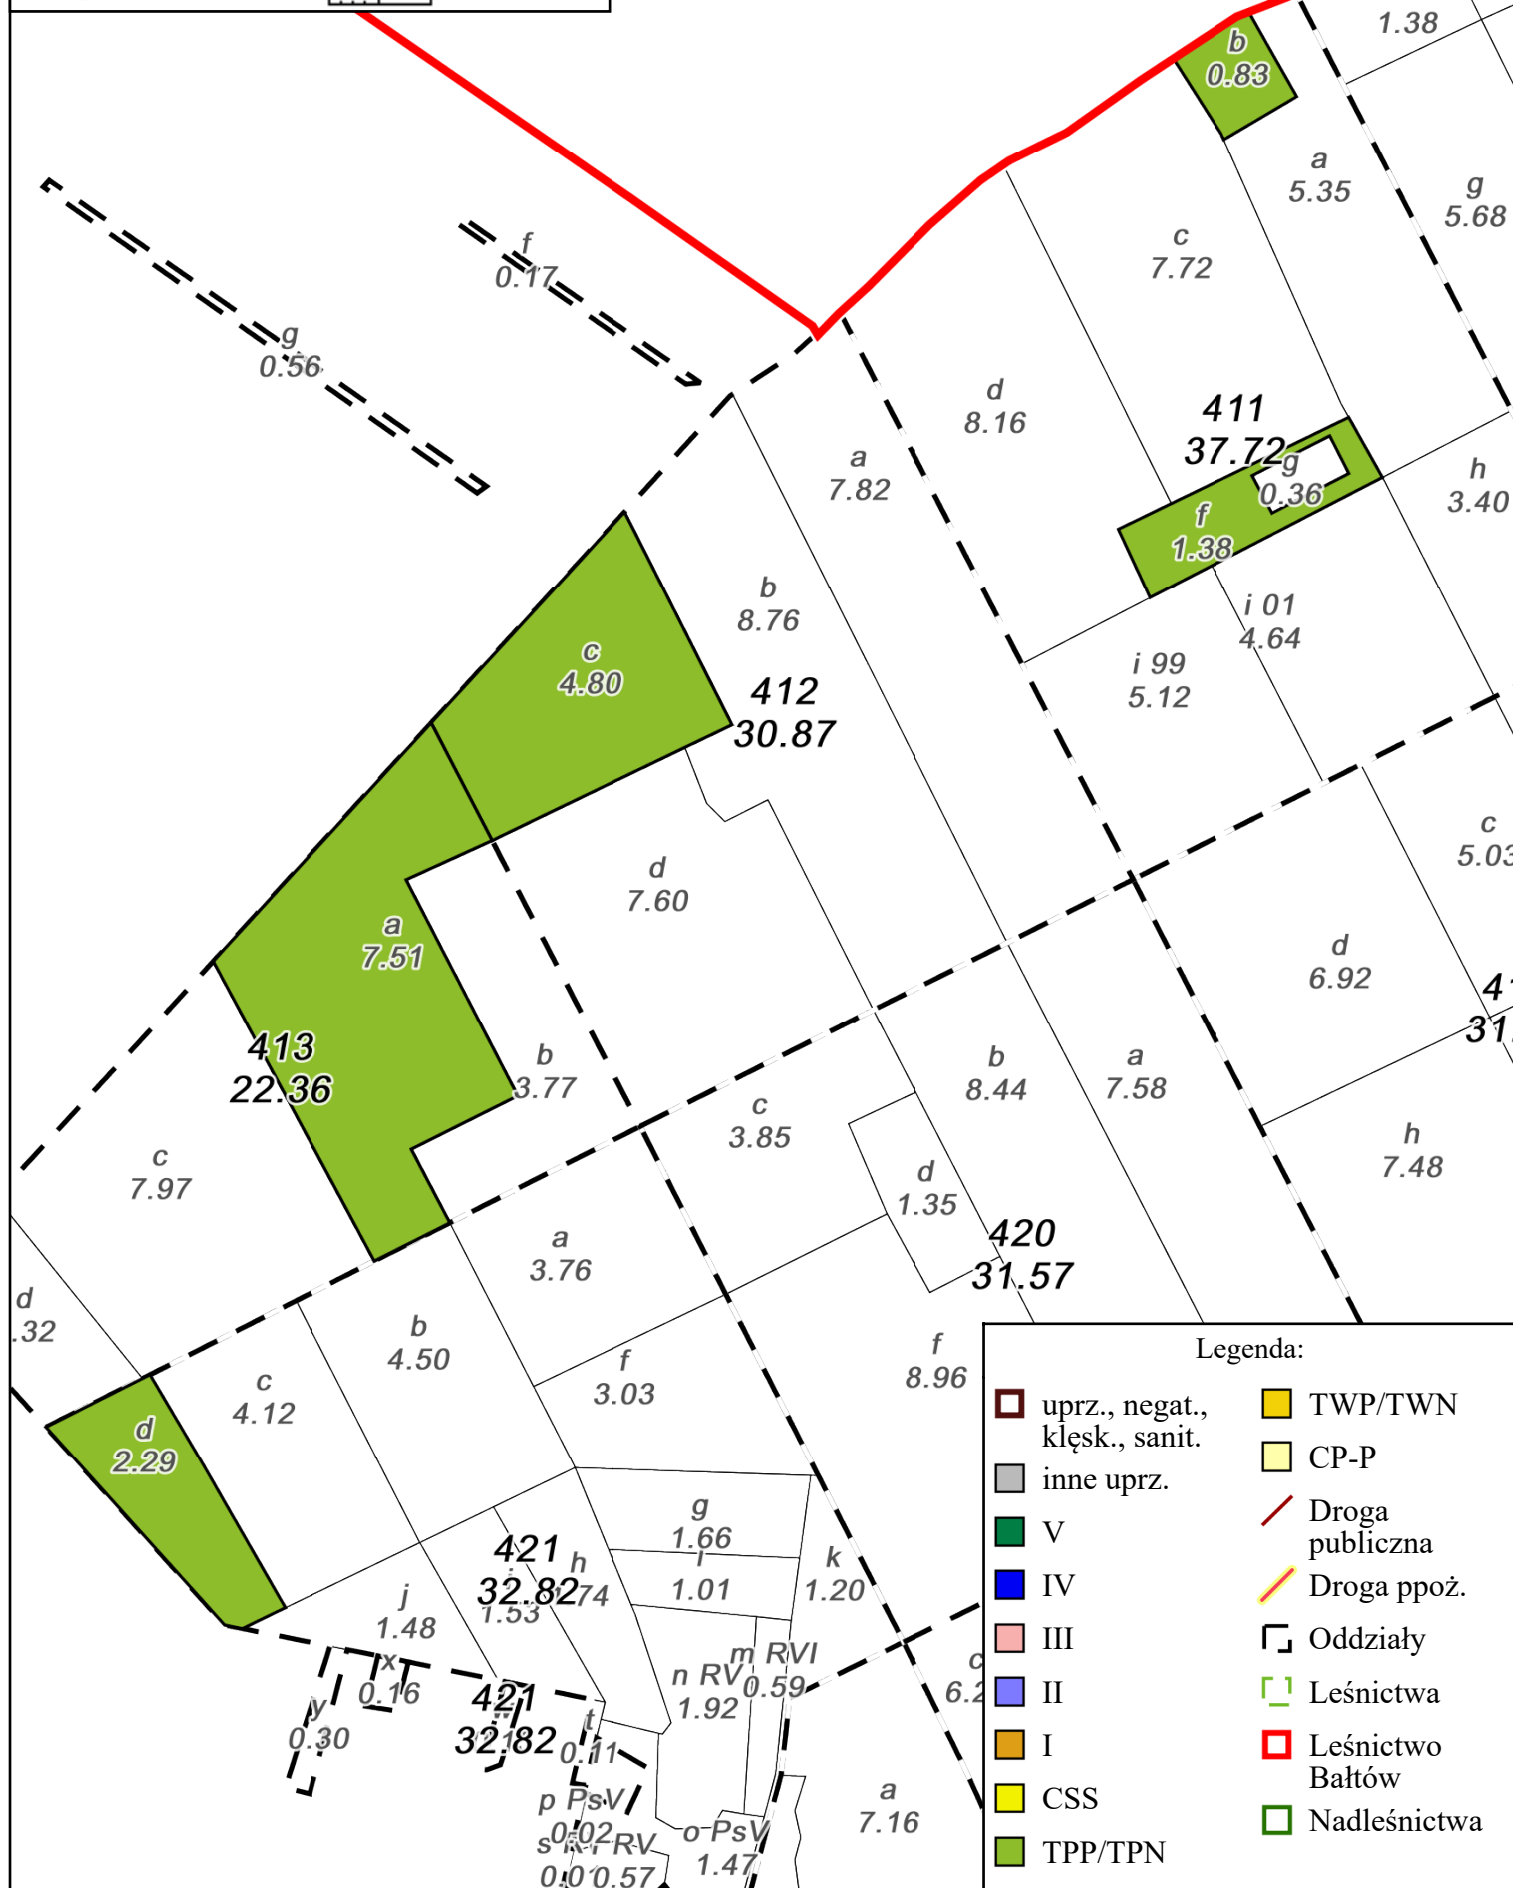 b
0.83
1.38
a
5.35
g
5.68
c
7.72
f
0.17
g
0.56
d
8.16
411
37.72
a
7.82
g
0.36
h
3.40
f
1.38
b
8.76
i 01
4.64
c
4.80
i 99
5.12
412
30.87
c
5.03
d
7.60
a
7.51
d
6.92
413
22.36
b
3.77
b
8.44
a
7.58
c
3.85
h
7.48
c
7.97
d
1.35
a
3.76
420
31.57
d
.32
b
4.50
f
3.03
f
8.96
c
4.12
d
2.29
g
1.66
421
32.82
h
i
1.01
k
1.20
1.53
j
1.48
x
0.16
m RVI
0.59
n RV
1.92
y
0.30
421
32.82
t
0.11
a
7.16
p PsV
0.02
o PsV
1.47
RV
0.57
Legenda:
uprz., negat.,
klęsk., sanit.
inne uprz.
V
IV
III
II
I
CSS
TPP/TPN
TWP/TWN
CP-P
Droga
publiczna
Droga ppoż.
Oddziały
Leśnictwa
Leśnictwo
Bałtów
Nadleśnictwa